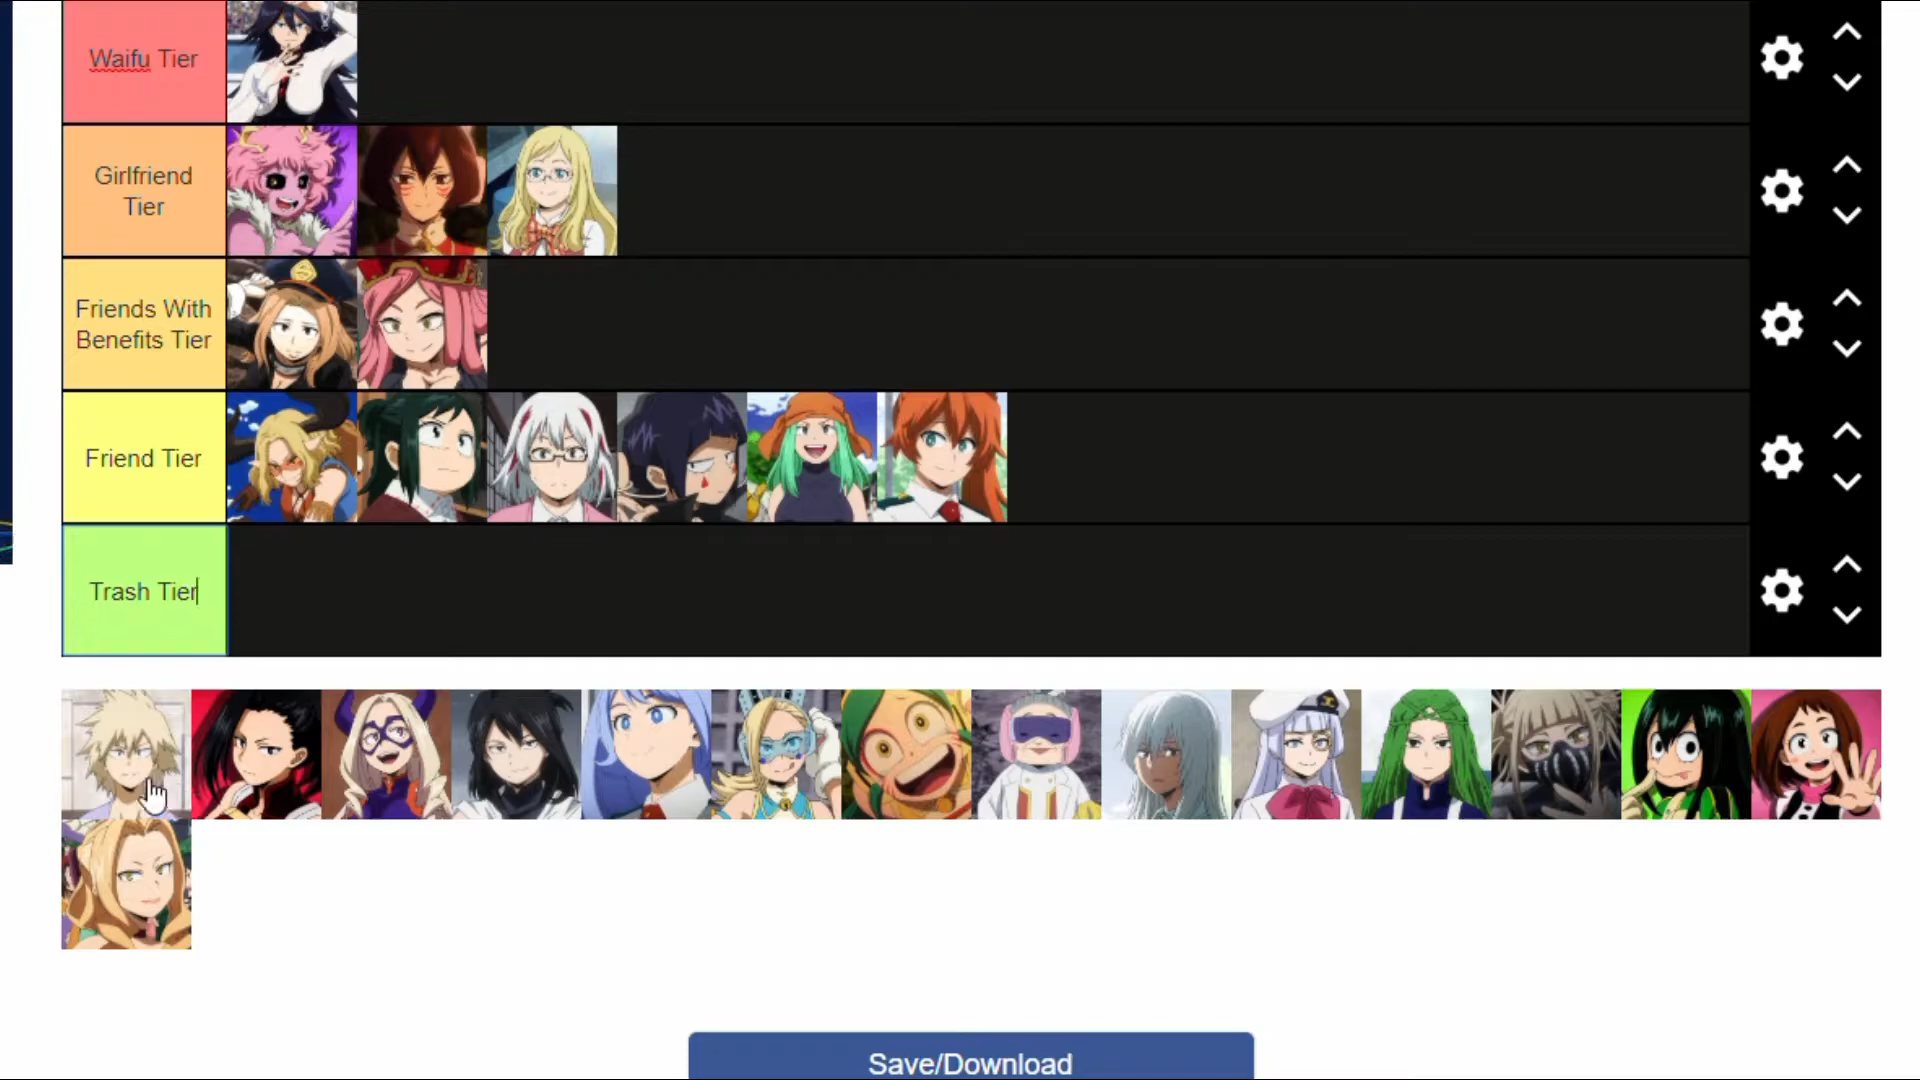 Waifu Tier
Girlfriend
Tier
Friends With
Benefits Tier
Friend Tier
Trash Tier
Save/Download